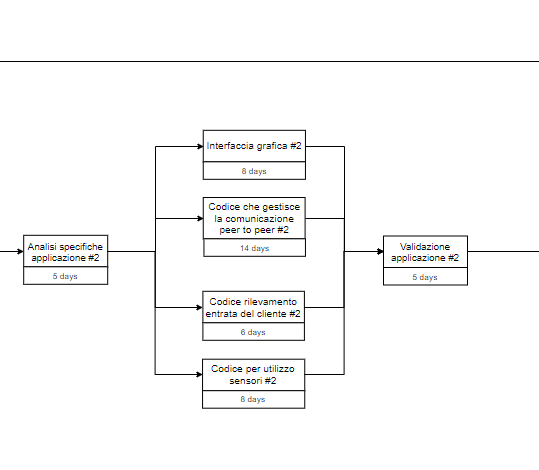 Interfaccia grafica #2
8 days
Codice che gestisce
la comunicazione
peer to peer #2
14 days
Analisi specifiche
applicazione #2
5 days
Validazione
applicazione #2
5 days
Codice rilevamento
entrata del cliente #2
6 days
Codice per utilizzo
sensori #2
8 days